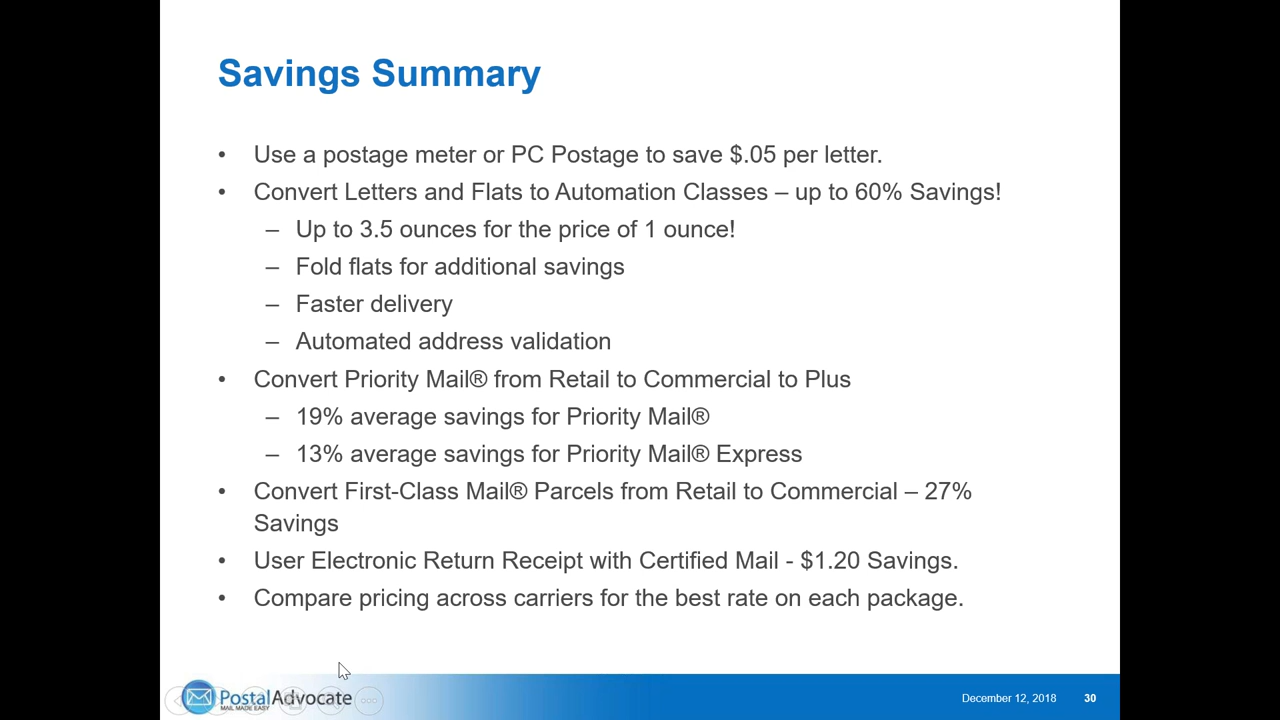 Savings Summary
• Use a postage meter or PC Postage to save $.05 per letter.
• Convert Letters and Flats to Automation Classes – up to 60% Savings!
– Up to 3.5 ounces for the price of 1 ounce!
– Fold flats for additional savings
– Faster delivery
– Automated address validation
• Convert Priority Mail® from Retail to Commercial to Plus
– 19% average savings for Priority Mail®
– 13% average savings for Priority Mail® Express
• Convert First-Class Mail® Parcels from Retail to Commercial – 27%
Savings
• User Electronic Return Receipt with Certified Mail - $1.20 Savings.
• Compare pricing across carriers for the best rate on each package.
PostalAdvocate
MAIL MADE EASY
December 12, 2018 30